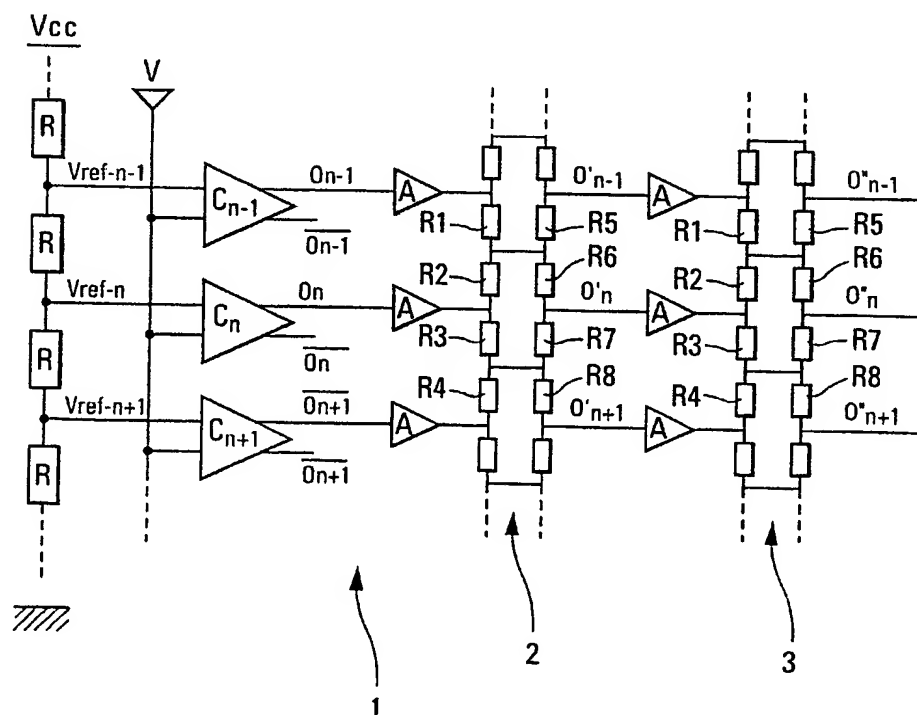 Vcc
V
R
Vref-n-1
Cn-1
On-1
On-1
A
O'n-1
A
O"n-1
R1
R5
R1
R5
R
R2
R6
R2
R6
Vref-n
Cn
On
On
A
O'n
A
O"n
R3
R7
R3
R7
R
R4
R8
R4
R8
Vref-n+1
Cn+1
On+1
On+1
A
O'n+1
A
O"n+1
R
1
2
3